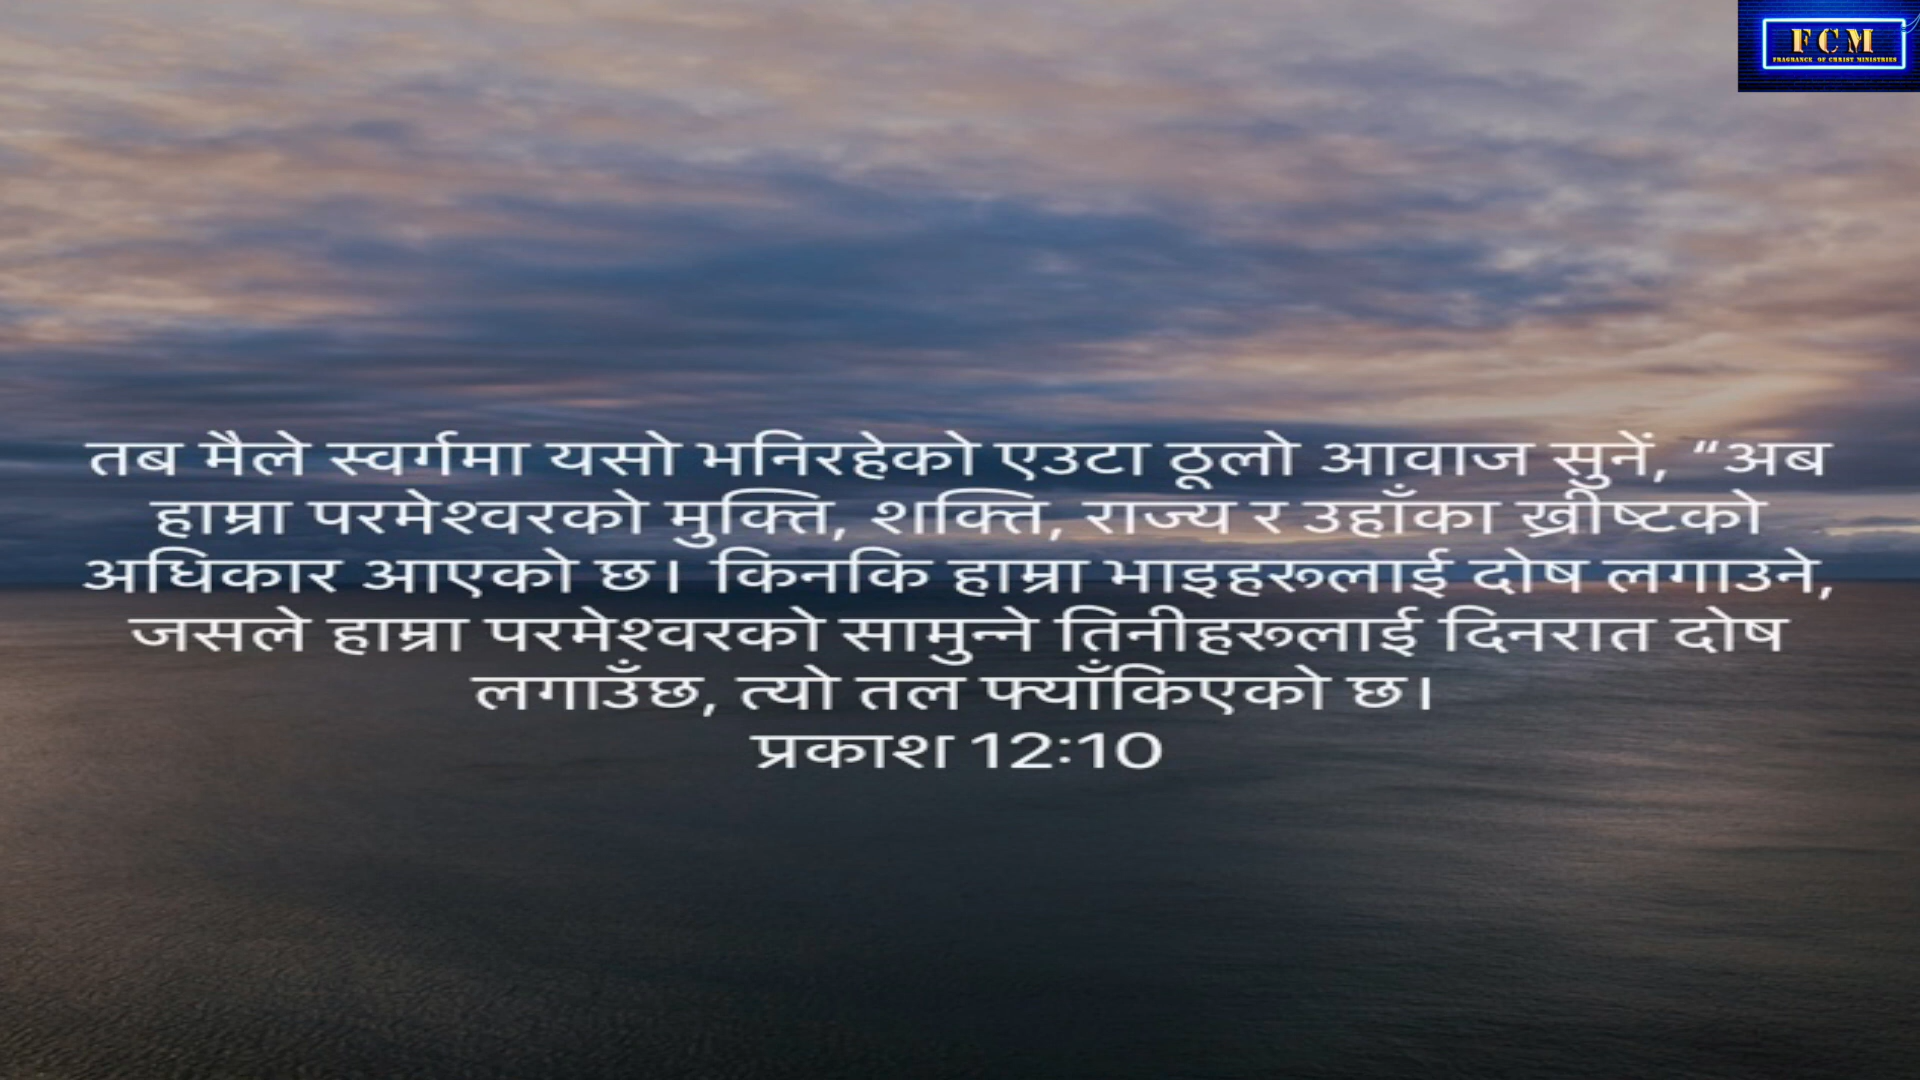 FCM
FRAGRANCE OF CHRIST MINISTRIES
तब मैले स्वर्गमा यसो भनिरहेको एउटा ठूलो आवाज सुनें, “अब
हाम्रा परमेश्वरको मुक्ति, शक्ति, राज्य र उहाँका ख्रीष्टको
अधिकार आएको छ। किनकि हाम्रा भाइहरूलाई दोष लगाउने,
जसले हाम्रा परमेश्वरको सामुन्ने तिनीहरूलाई दिनरात दोष
लगाउँछ, त्यो तल फ्याँकिएको छ।
प्रकाश 12:10